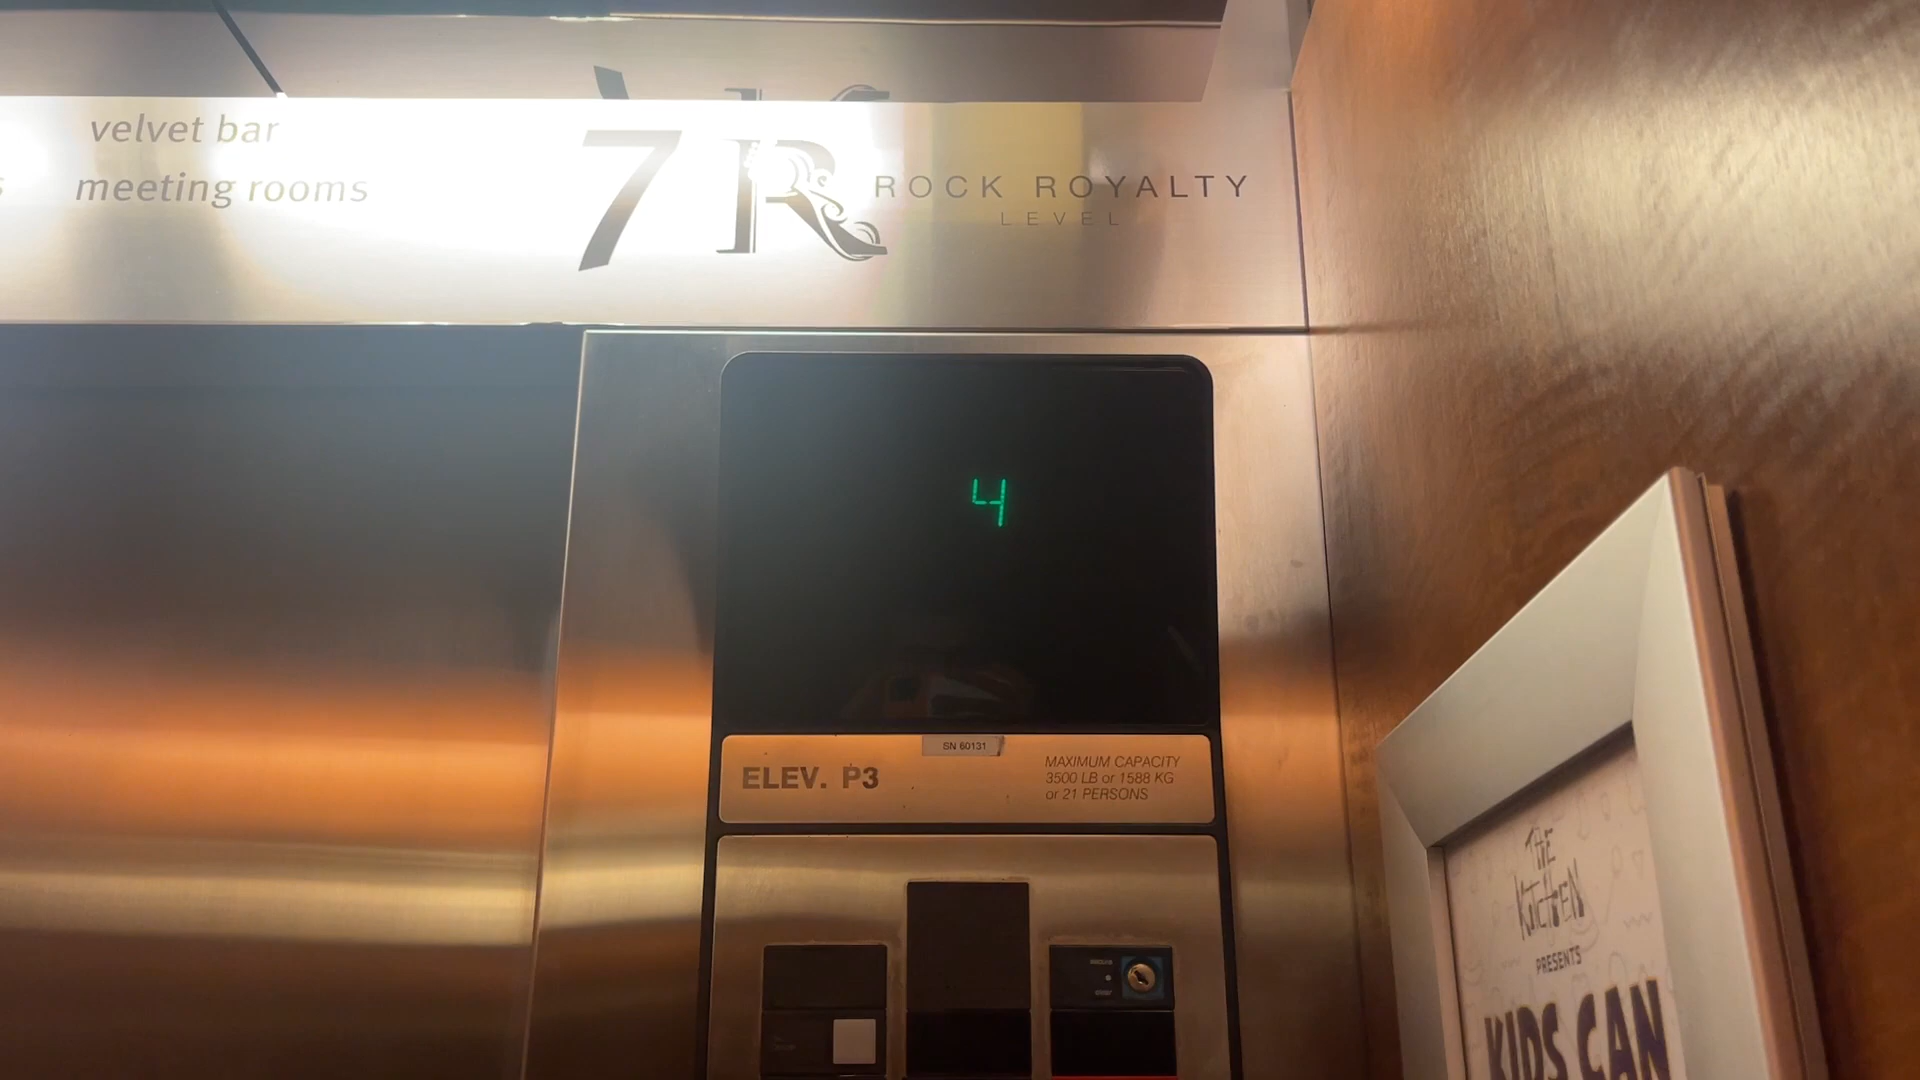 velvet bar
meeting rooms
7 R ROCK ROYALTY
LEVEL
4
SN 60131
ELEV. P3
MAXIMUM CAPACITY
3500 LB or 1588 KG
or 21 PERSONS
THE
KITCHEN
PRESENTS
KIDS CAN